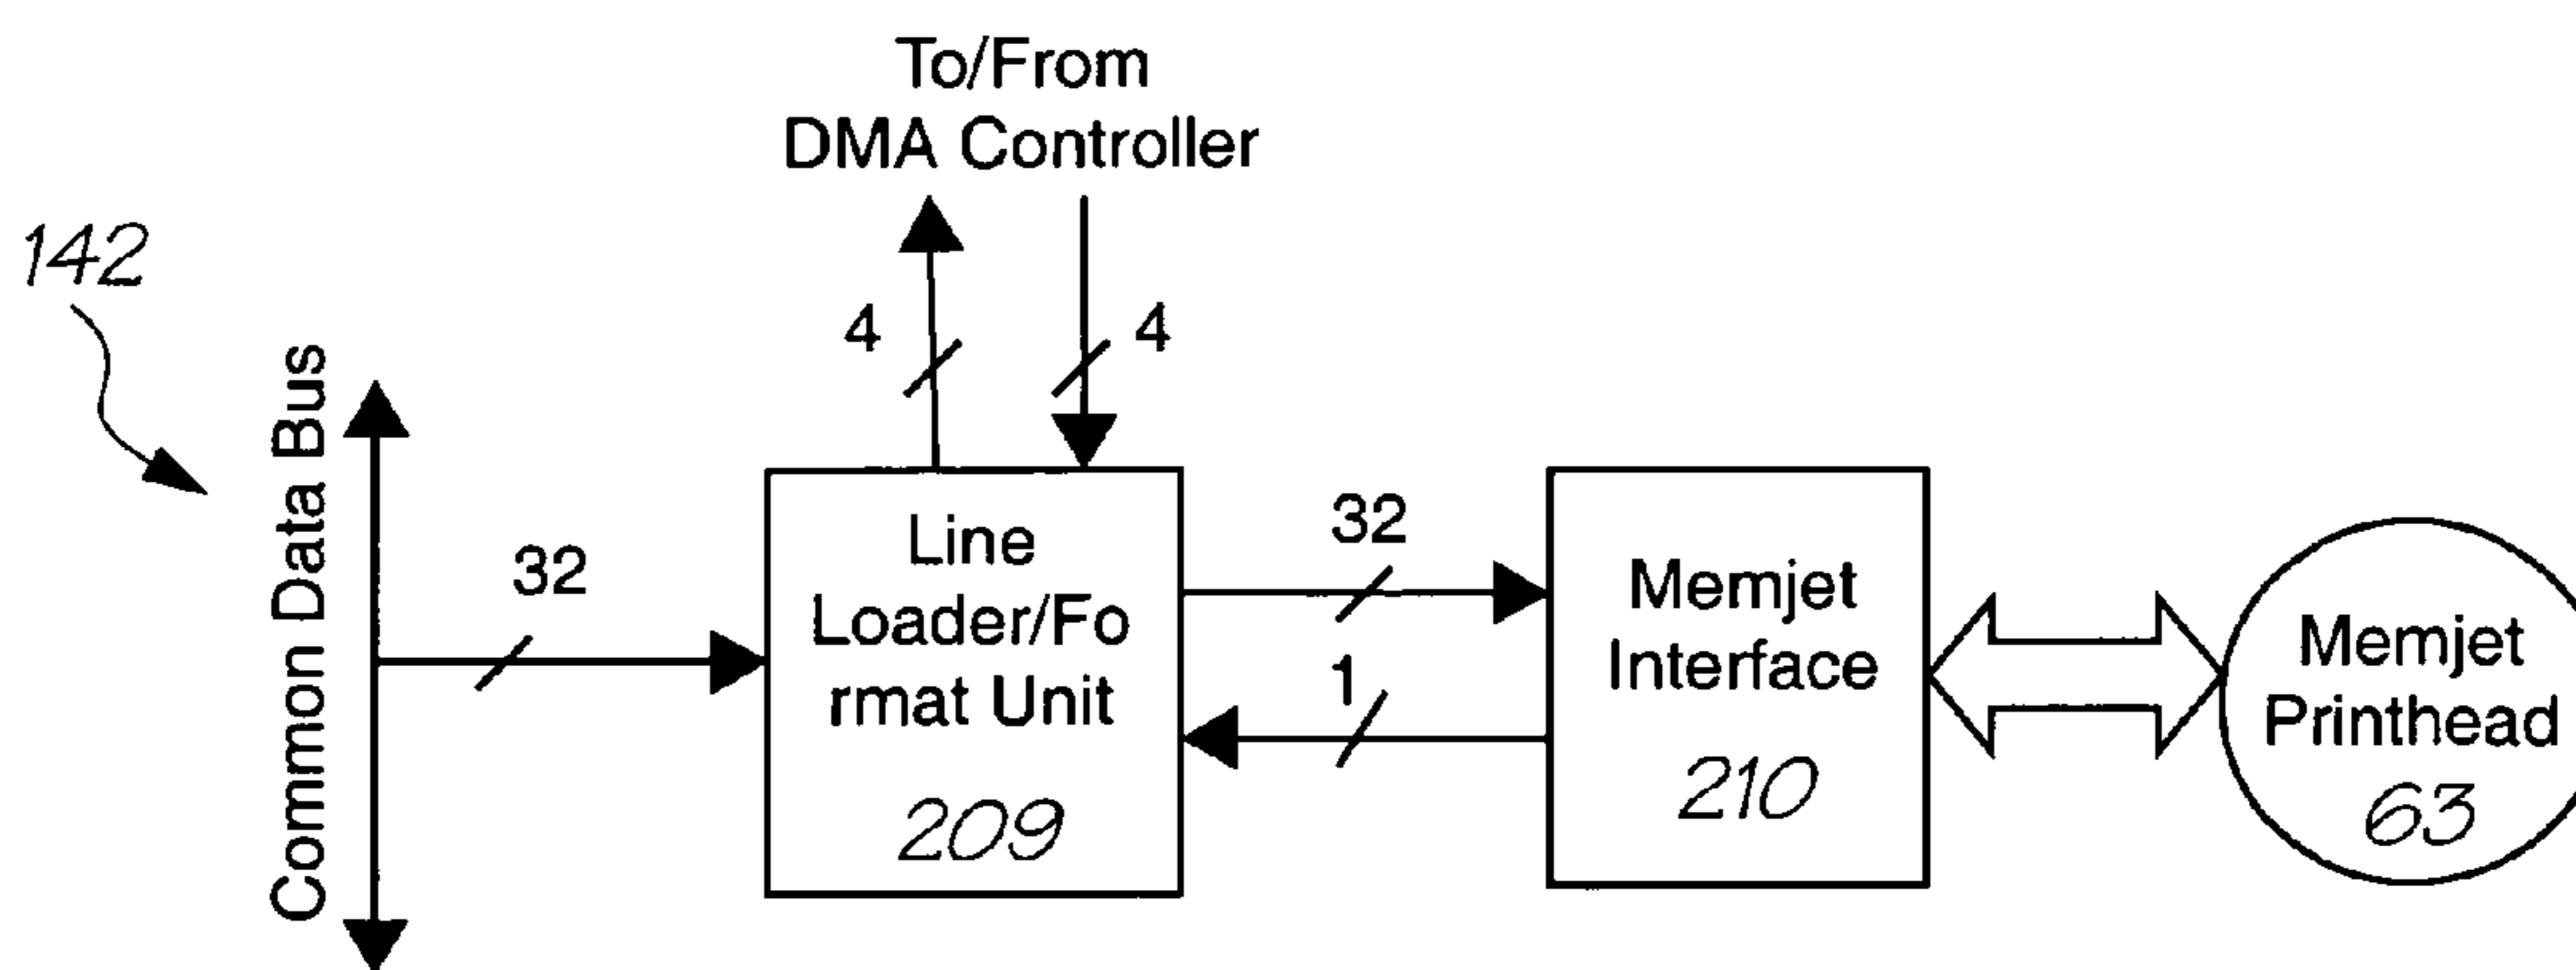 To/From
DMA Controller
142
4
4
Common Data Bus
32
Line
Loader/Fo
rmat Unit
209
32
1
Memjet
Interface
210
Memjet
Printhead
63